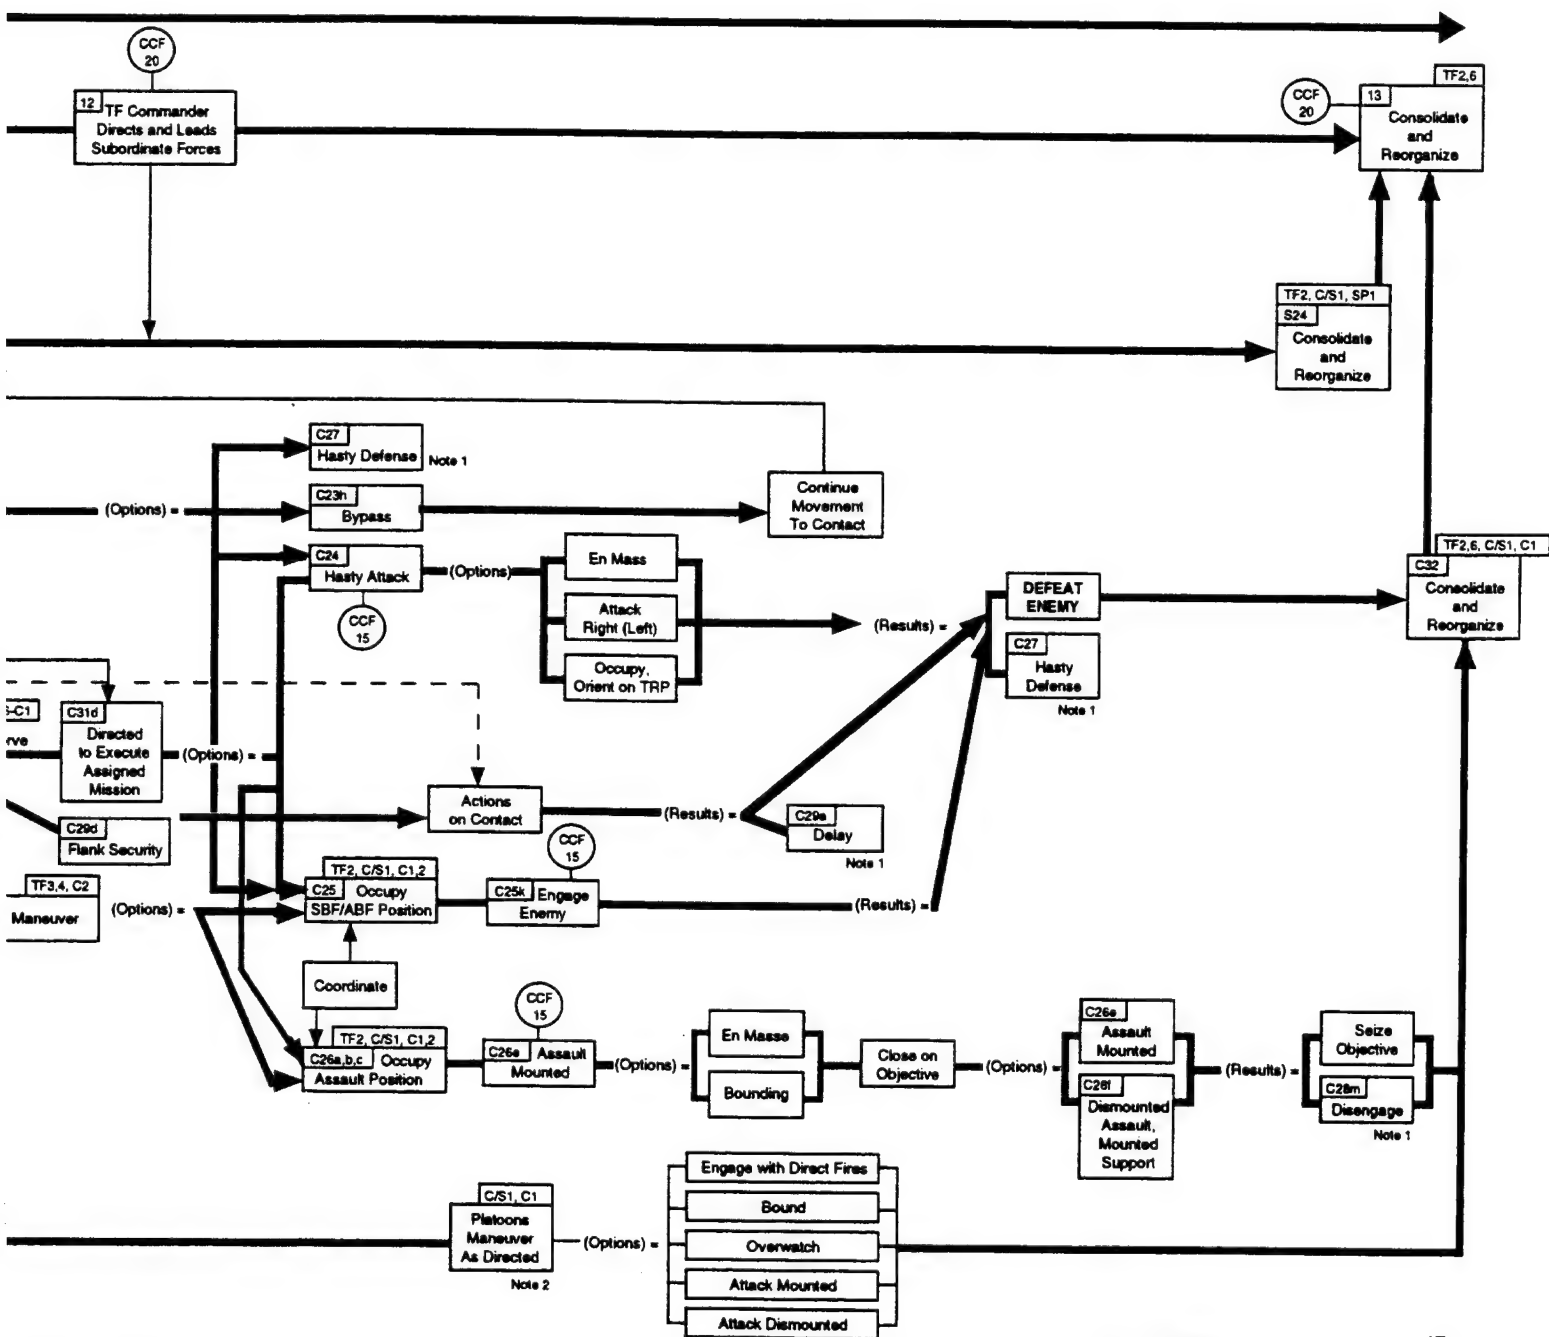 CCF
20
12 TF Commander
Directs and Leads
Subordinate Forces
TF2,6
CCF
20
13
Consolidate
and
Reorganize
TF2, C/S1, SP1
S24
Consolidate
and
Reorganize
C27
Hasty Defense
Note 1
(Options) =
C23h
Bypass
Continue
Movement
To Contact
C24
Hasty Attack
(Options)
CCF
15
En Mass
Attack
Right (Left)
Occupy,
Orient on TRP
(Results) =
DEFEAT
ENEMY
C27
Hasty
Defense
Note 1
TF2,6, C/S1, C1
C32
Consolidate
and
Reorganize
-C1
rve
C31d
Directed
to Execute
Assigned
Mission
(Options) =
C29d
Flank Security
Actions
on Contact
(Results) =
C29e
Delay
Note 1
TF3,4, C2
Maneuver
(Options) =
TF2, C/S1, C1,2
C25 Occupy
SBF/ABF Position
CCF
15
C25k Engage
Enemy
(Results) =
Coordinate
TF2, C/S1, C1,2
C26a,b,c Occupy
Assault Position
CCF
15
C26e Assault
Mounted
(Options) =
En Masse
Bounding
Close on
Objective
(Options) =
C26e
Assault
Mounted
C26f
Dismounted
Assault,
Mounted
Support
(Results) =
Seize
Objective
C28m
Disengage
Note 1
C/S1, C1
Platoons
Maneuver
As Directed
Note 2
(Options) =
Engage with Direct Fires
Bound
Overwatch
Attack Mounted
Attack Dismounted